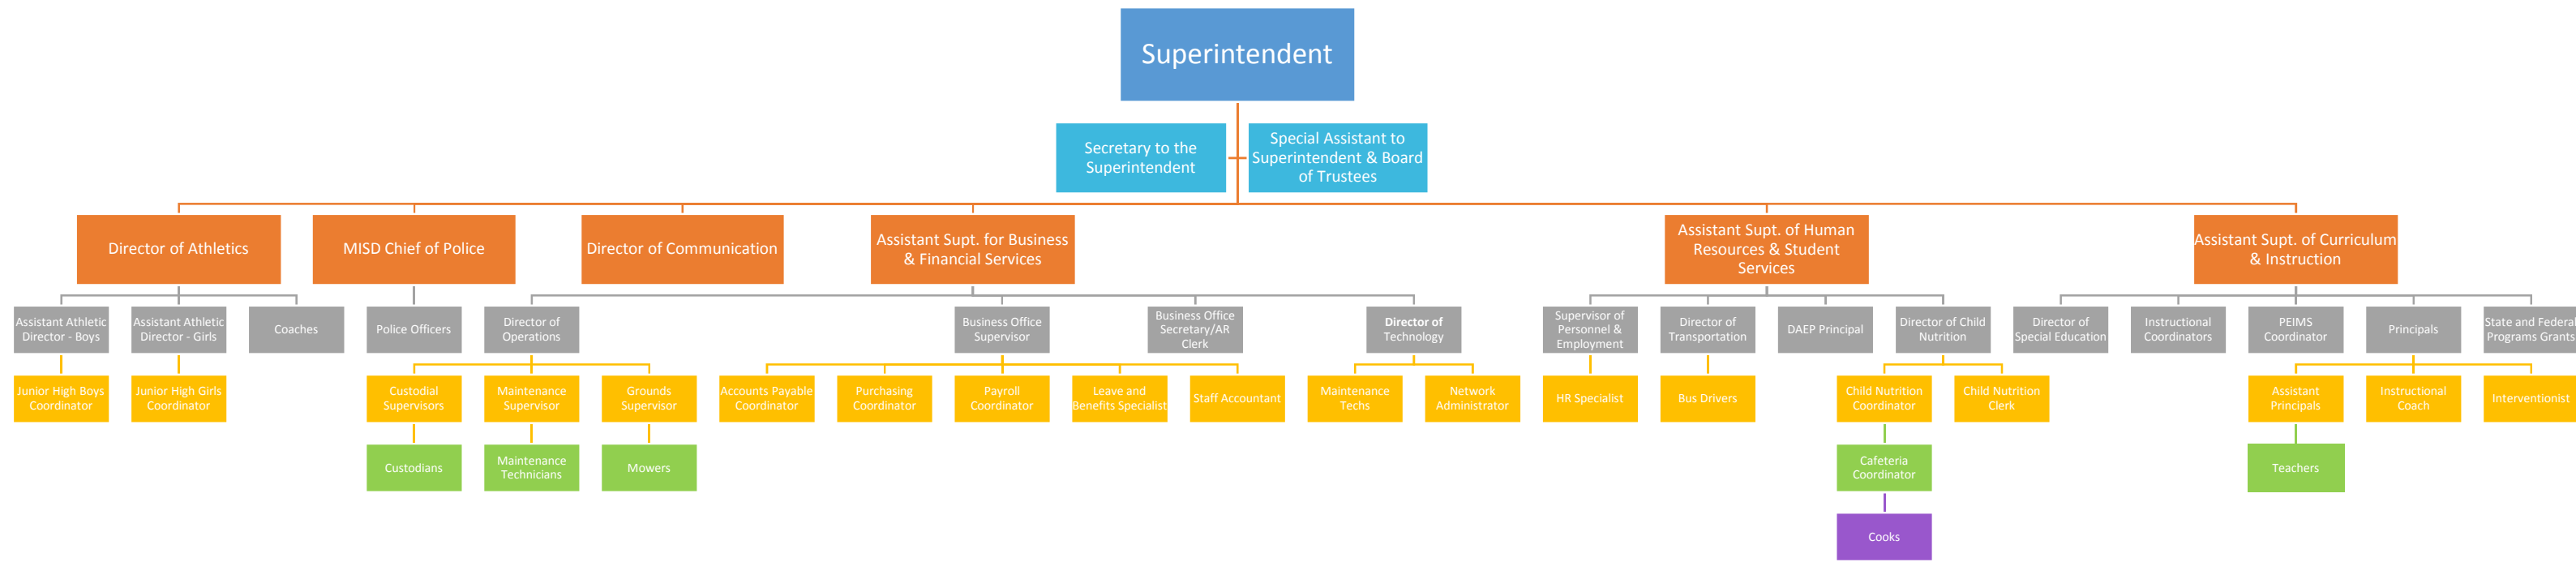 Superintendent
Secretary to the
Superintendent
Special Assistant to
Superintendent & Board
of Trustees
Director of Athletics
MISD Chief of Police
Director of Communication
Assistant Supt. for Business
& Financial Services
Assistant Supt. of Human
Resources & Student
Services
Assistant Supt. of Curriculum
& Instruction
Assistant Athletic
Director - Boys
Assistant Athletic
Director - Girls
Coaches
Police Officers
Director of
Operations
Business Office
Supervisor
Business Office
Secretary/AR
Clerk
Director of
Technology
Supervisor of
Personnel &
Employment
Director of
Transportation
DAEP Principal
Director of Child
Nutrition
Director of
Special Education
Instructional
Coordinators
PEIMS
Coordinator
Principals
State and Federal
Programs Grants
Junior High Boys
Coordinator
Junior High Girls
Coordinator
Custodial
Supervisors
Maintenance
Supervisor
Grounds
Supervisor
Accounts Payable
Coordinator
Purchasing
Coordinator
Payroll
Coordinator
Leave and
Benefits Specialist
Staff Accountant
Maintenance
Techs
Network
Administrator
HR Specialist
Bus Drivers
Child Nutrition
Coordinator
Child Nutrition
Clerk
Assistant
Principals
Instructional
Coach
Interventionist
Custodians
Maintenance
Technicians
Mowers
Cafeteria
Coordinator
Teachers
Cooks